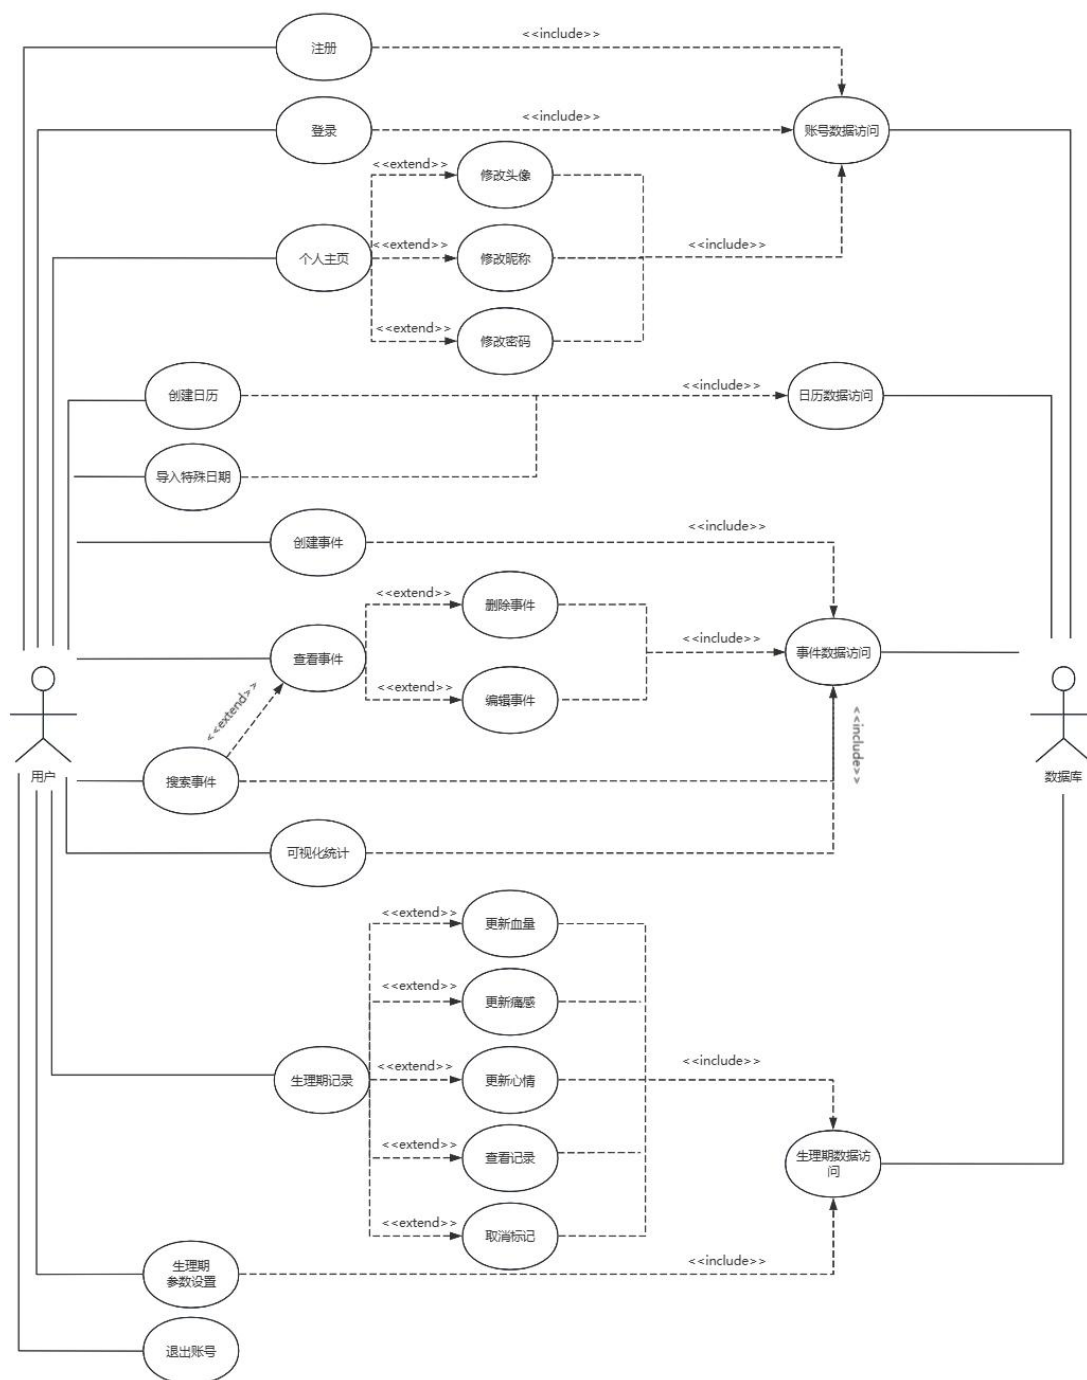 <<include>>
注册
<<include>>
登录
账号数据访问
<<extend>>
修改头像
<<extend>>
<<include>>
个人主页
修改昵称
<<extend>>
修改密码
<<include>>
创建日历
日历数据访问
导入特殊日期
<<include>>
创建事件
<<extend>>
删除事件
<<include>>
查看事件
事件数据访问
<<extend>>
编辑事件
<<extend>>
<<include>>
用户
搜索事件
数据库
可视化统计
<<extend>>
更新血量
<<extend>>
更新痛感
<<extend>>
<<include>>
生理期记录
更新心情
<<extend>>
查看记录
生理期数据访
问
<<extend>>
取消标记
<<include>>
生理期
参数设置
退出账号